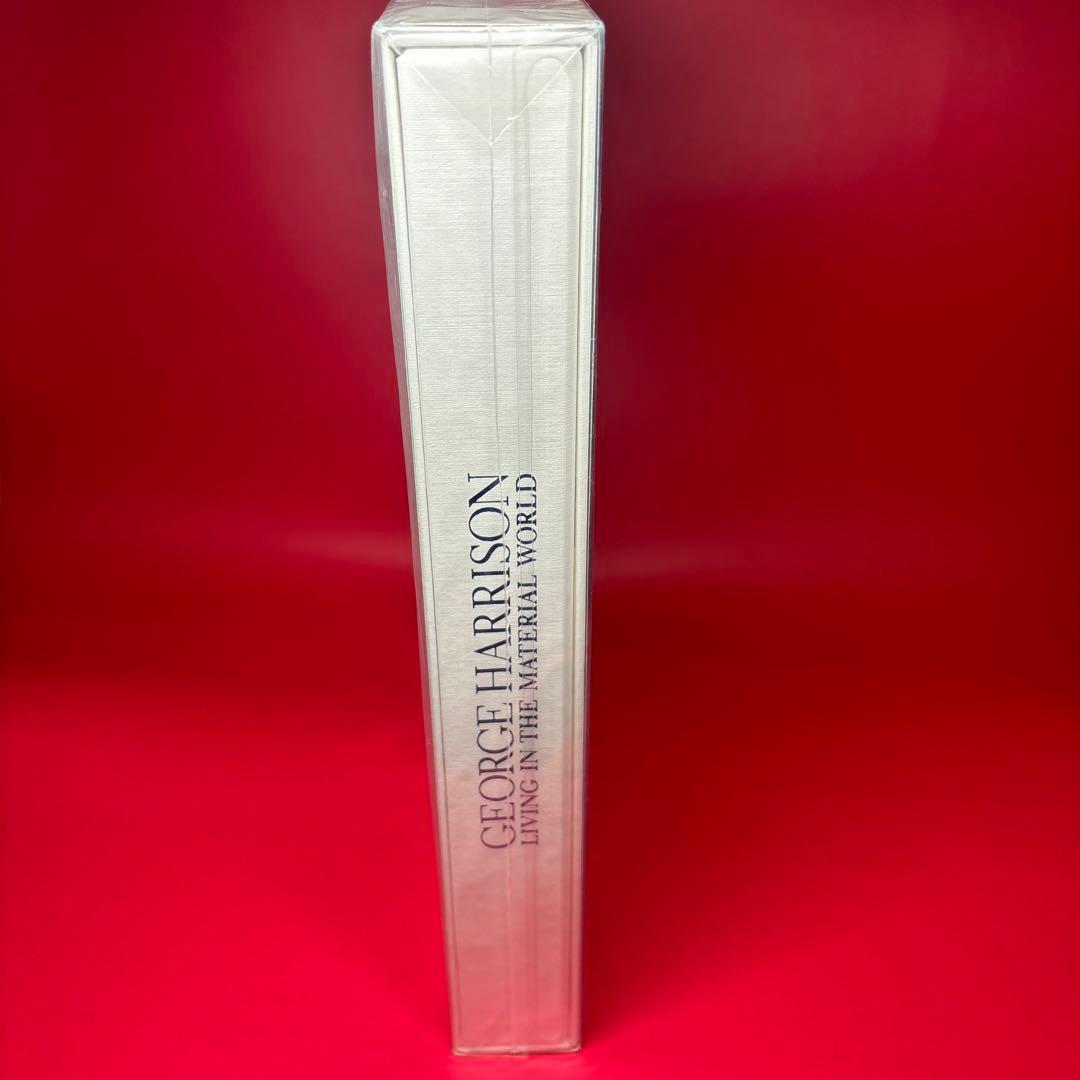 GEORGE HARRISON
LIVING IN THE MATERIAL WORLD